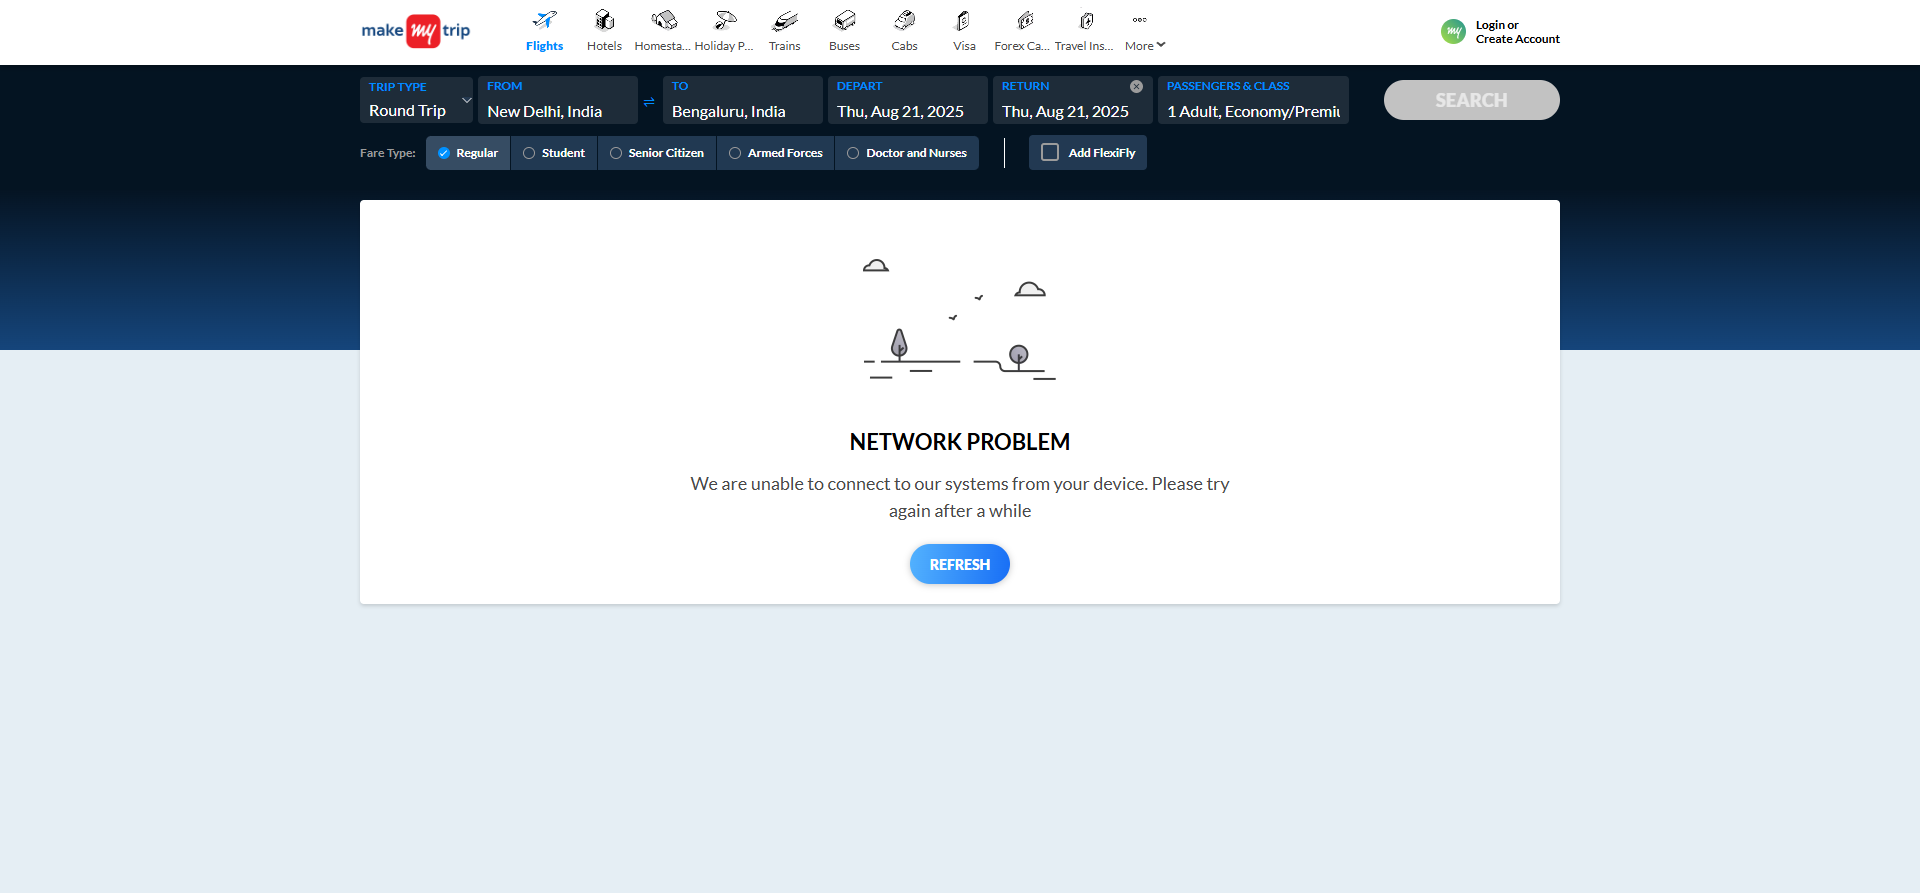 make my trip
Flights
Hotels
Homesta...
Holiday P...
Trains
Buses
Cabs
Visa
Forex Ca...
Travel Ins...
More
my
Login or
Create Account
TRIP TYPE
Round Trip
FROM
New Delhi, India
TO
Bengaluru, India
DEPART
Thu, Aug 21, 2025
RETURN
Thu, Aug 21, 2025
PASSENGERS & CLASS
1 Adult, Economy/Premiu
SEARCH
Fare Type:
Regular
Student
Senior Citizen
Armed Forces
Doctor and Nurses
Add FlexiFly
NETWORK PROBLEM
We are unable to connect to our systems from your device. Please try
again after a while
REFRESH